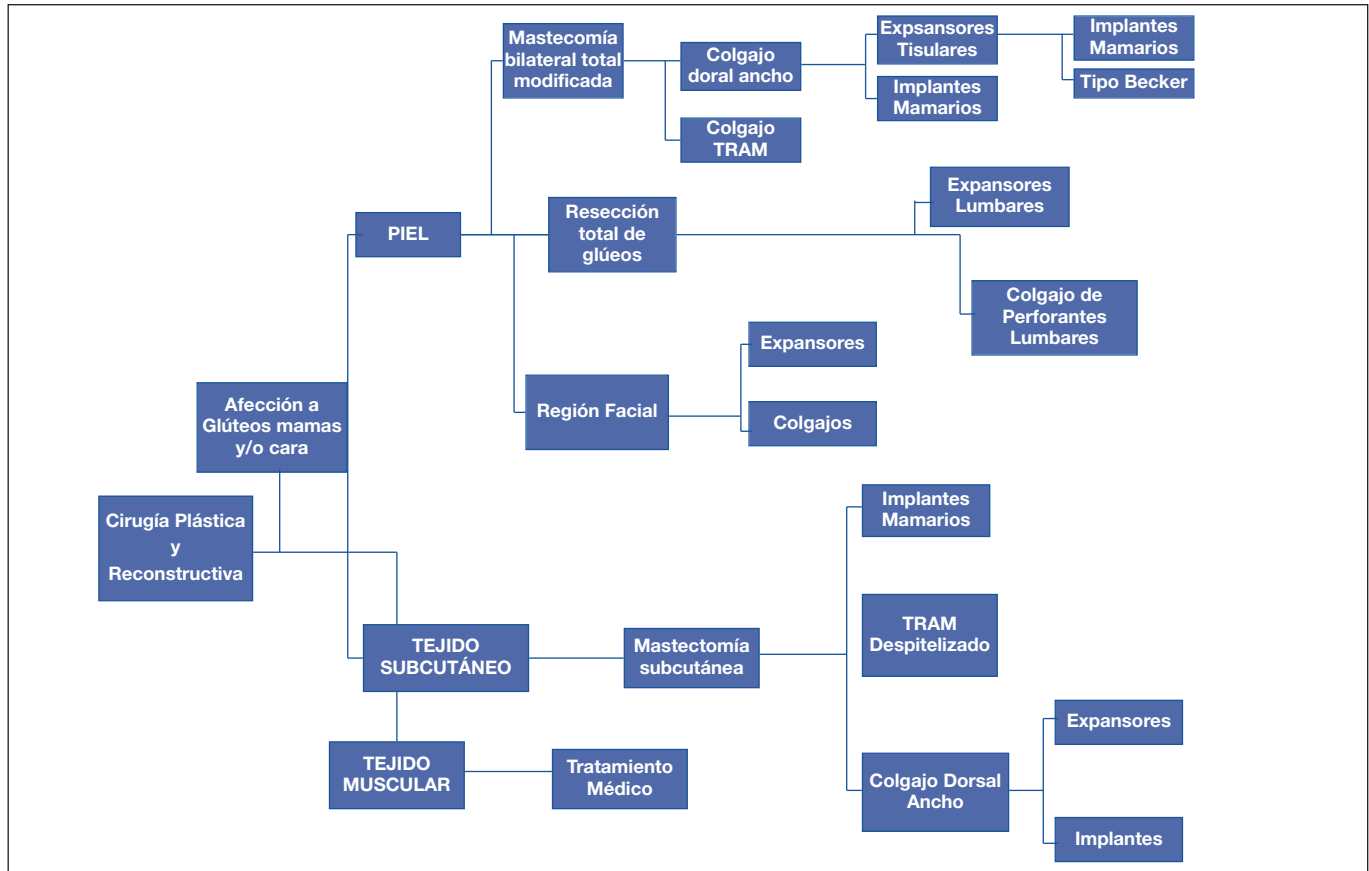 Mastecomía
bilateral total
modificada
Colgajo
doral ancho
Expsansores
Tisulares
Implantes
Mamarios
Tipo Becker
Implantes
Mamarios
Colgajo
TRAM
PIEL
Resección
total de
glúeos
Expansores
Lumbares
Colgajo de
Perforantes
Lumbares
Región Facial
Expansores
Colgajos
Afección a
Glúteos mamas
y/o cara
Cirugía Plástica
y
Reconstructiva
TEJIDO
SUBCUTÁNEO
Mastectomía
subcutánea
Implantes
Mamarios
TRAM
Despitelizado
Colgajo Dorsal
Ancho
Expansores
Implantes
TEJIDO
MUSCULAR
Tratamiento
Médico